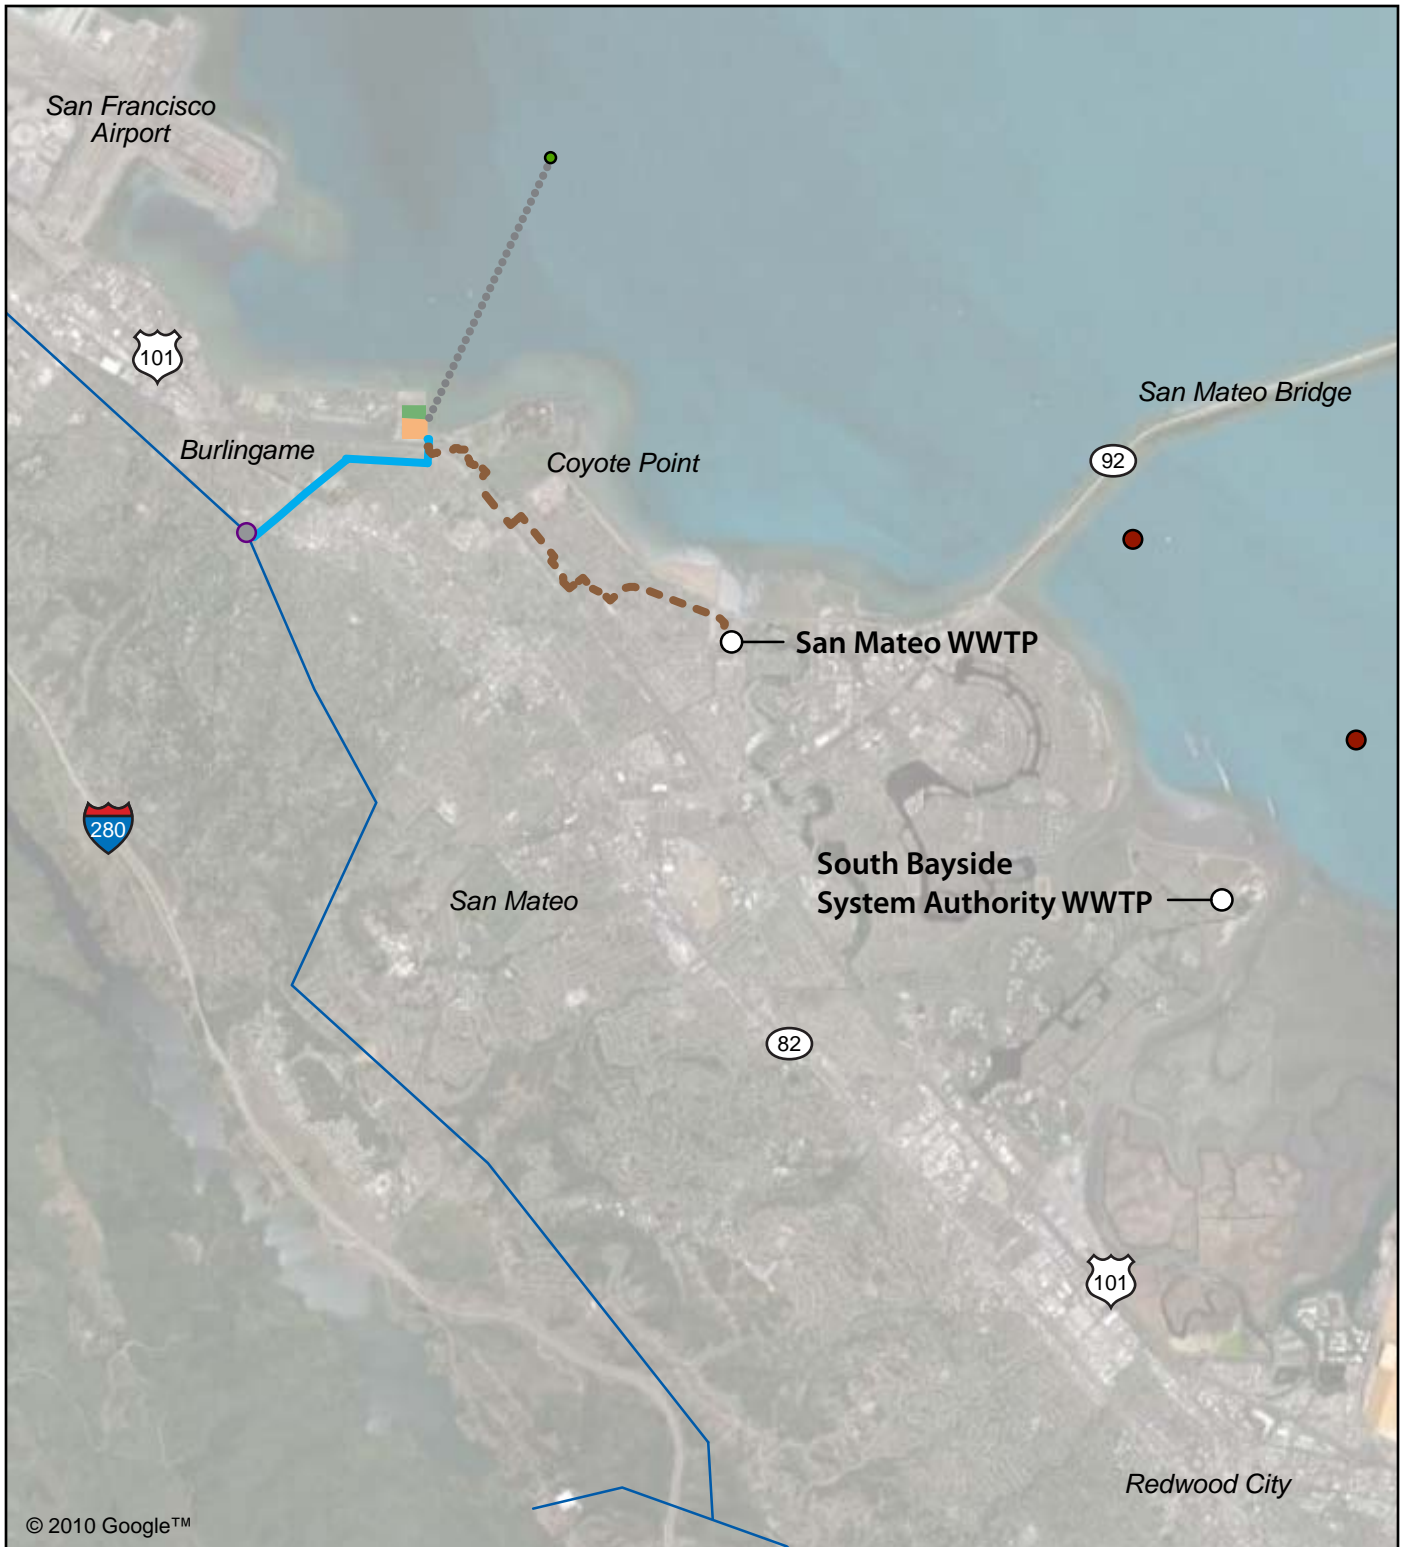 San Francisco
Airport
101
San Mateo Bridge
Burlingame
Coyote Point
92
San Mateo WWTP
280
South Bayside
System Authority WWTP
San Mateo
82
101
Redwood City
© 2010 Google™